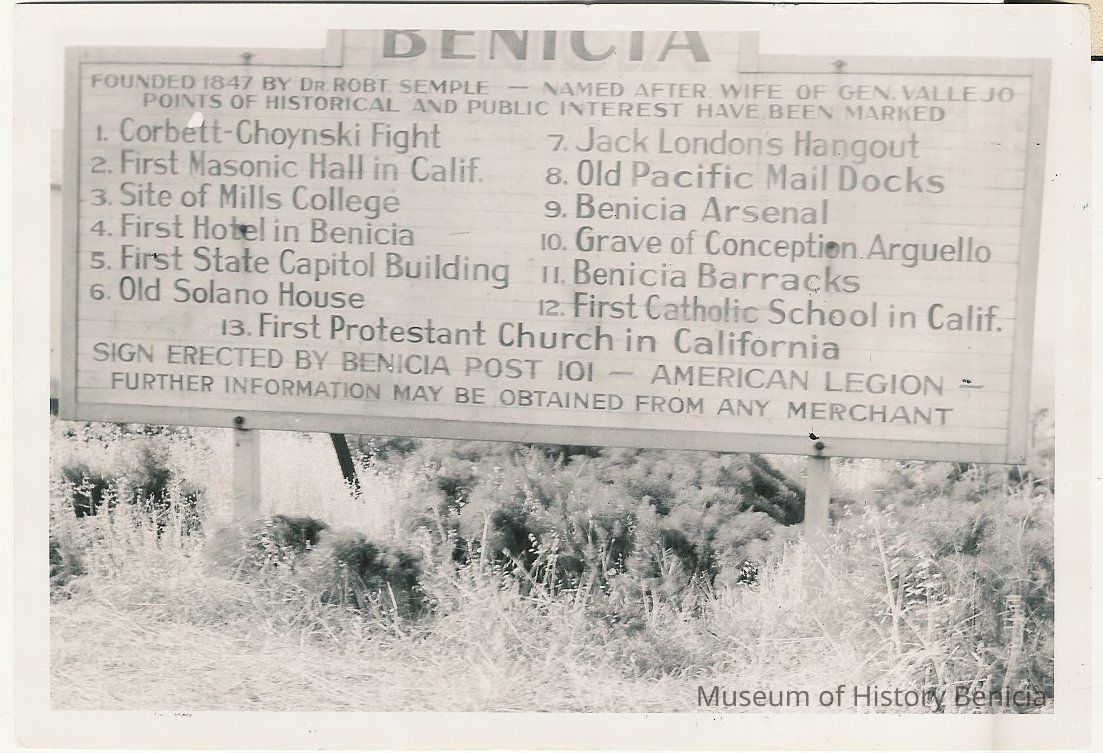 BENICIA
FOUNDED 1847 BY DR. ROBT. SEMPLE — NAMED AFTER WIFE OF GEN. VALLEJO
POINTS OF HISTORICAL AND PUBLIC INTEREST HAVE BEEN MARKED
1. Corbett-Choynski Fight
2. First Masonic Hall in Calif.
3. Site of Mills College
4. First Hotel in Benicia
5. First State Capitol Building
6. Old Solano House
7. Jack London's Hangout
8. Old Pacific Mail Docks
9. Benicia Arsenal
10. Grave of Conception Arguello
11. Benicia Barracks
12. First Catholic School in Calif.
13. First Protestant Church in California
SIGN ERECTED BY BENICIA POST 101 — AMERICAN LEGION —
FURTHER INFORMATION MAY BE OBTAINED FROM ANY MERCHANT
Museum of History Benicia